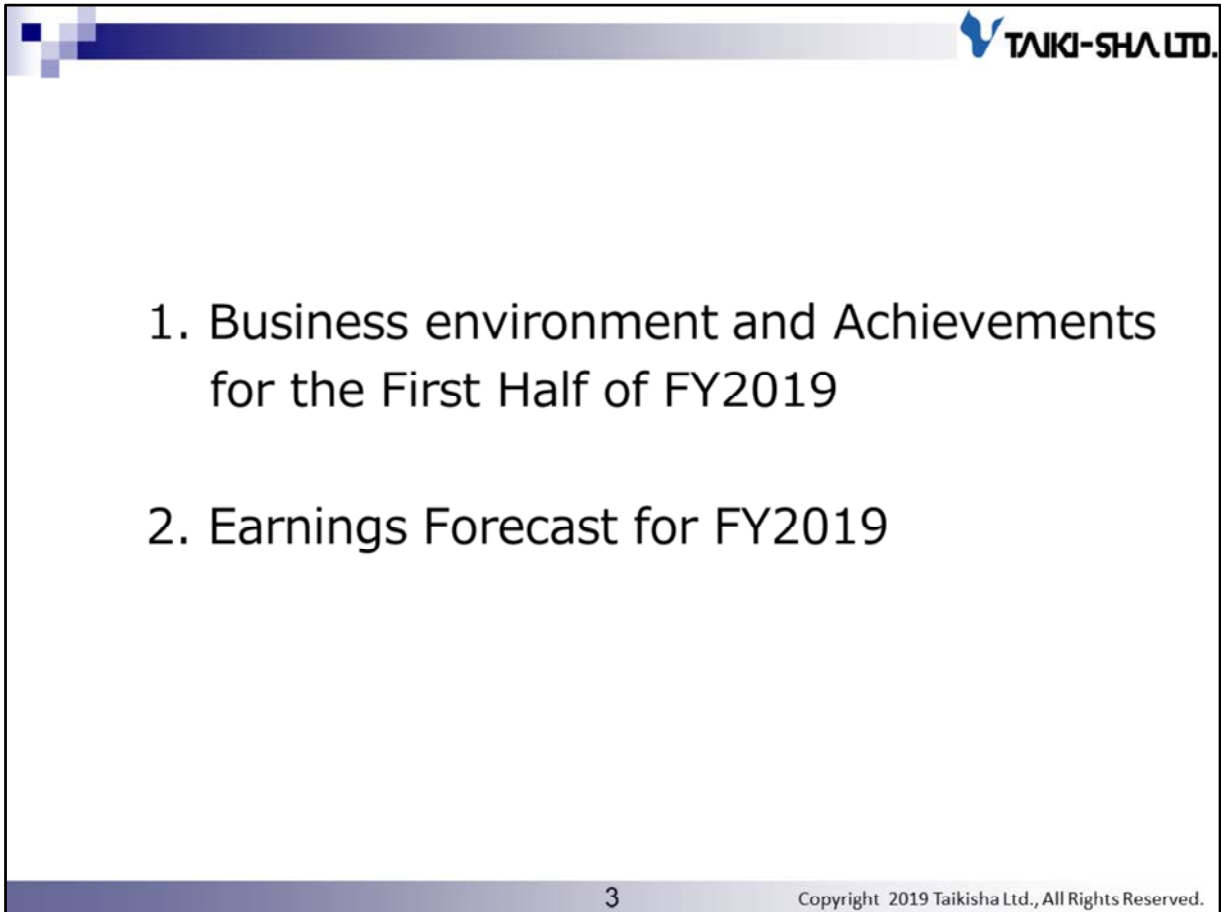 TAIKI-SHA LTD.
1. Business environment and Achievements
for the First Half of FY2019
2. Earnings Forecast for FY2019
3
Copyright 2019 Taikisha Ltd., All Rights Reserved.